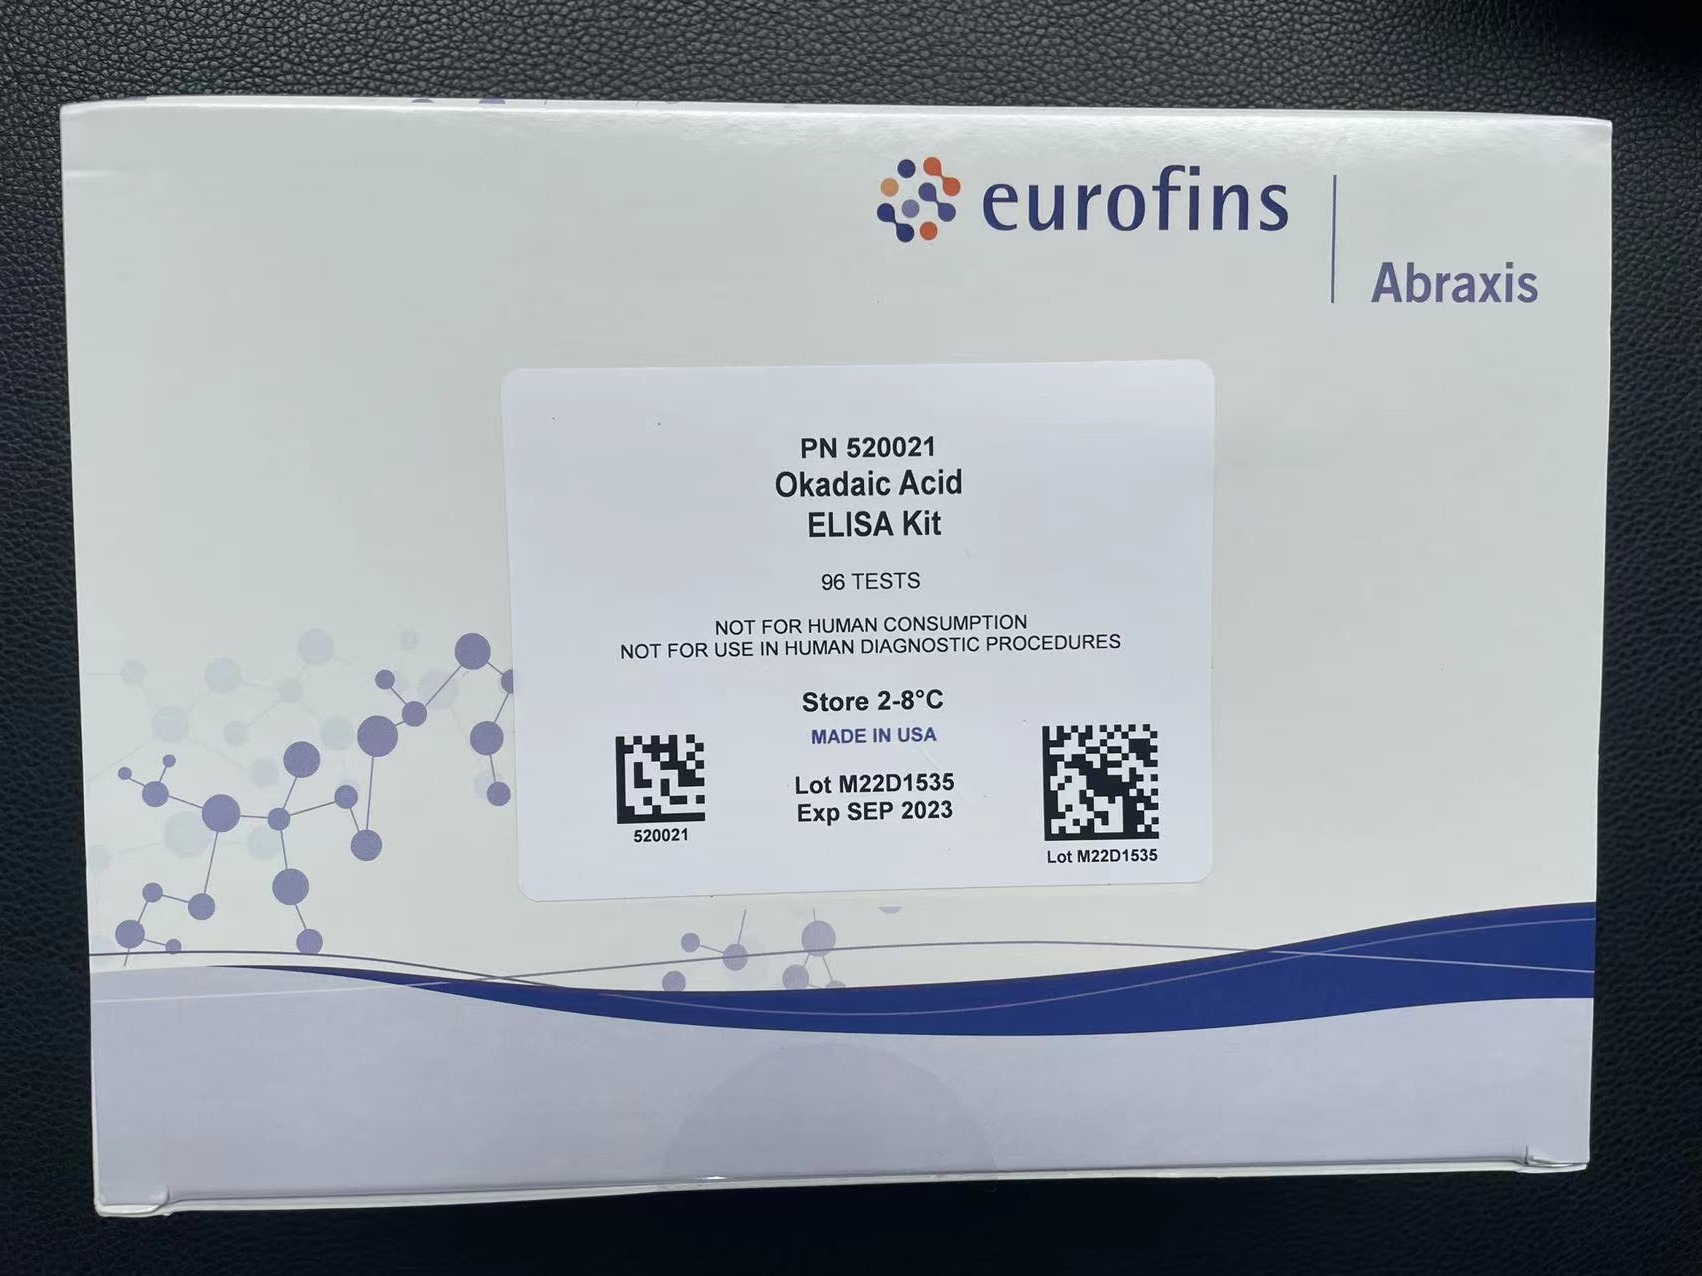 eurofins
Abraxis
PN 520021
Okadaic Acid
ELISA Kit
96 TESTS
NOT FOR HUMAN CONSUMPTION
NOT FOR USE IN HUMAN DIAGNOSTIC PROCEDURES
Store 2-8°C
MADE IN USA
Lot M22D1535
Exp SEP 2023
520021
Lot M22D1535